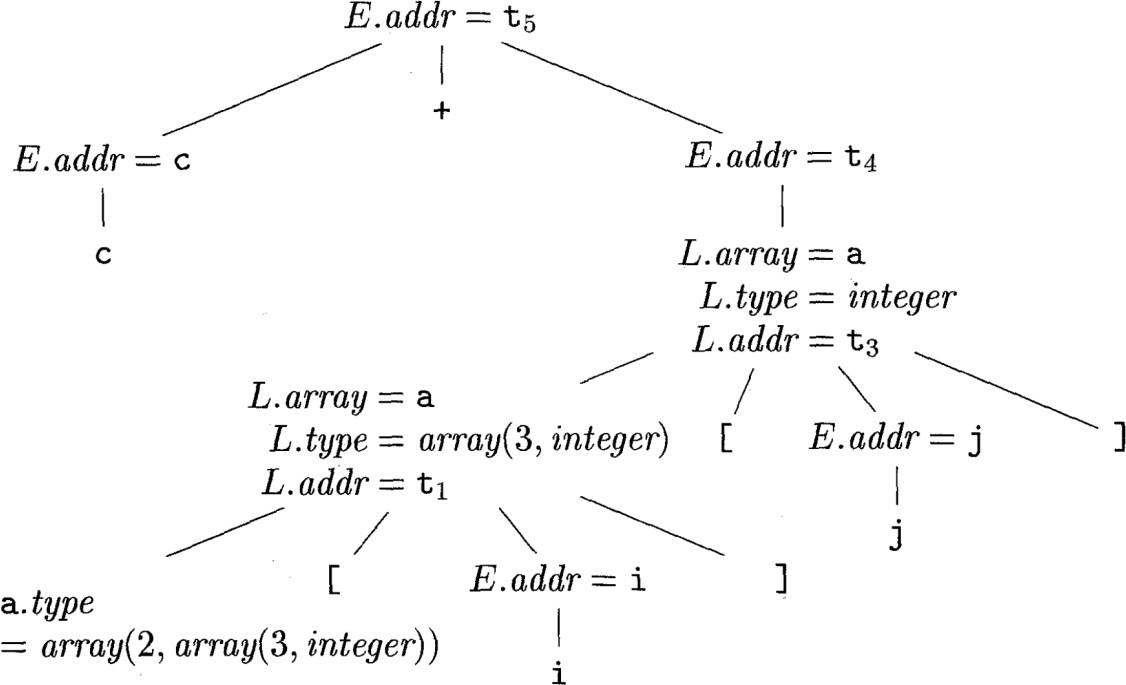 E.addr = t₅
+
E.addr = c
E.addr = t₄
c
L.array = a
L.type = integer
L.addr = t₃
L.array = a
L.type = array(3, integer)
L.addr = t₁
[
E.addr = j
]
j
a.type
= array(2, array(3, integer))
[
E.addr = i
]
i